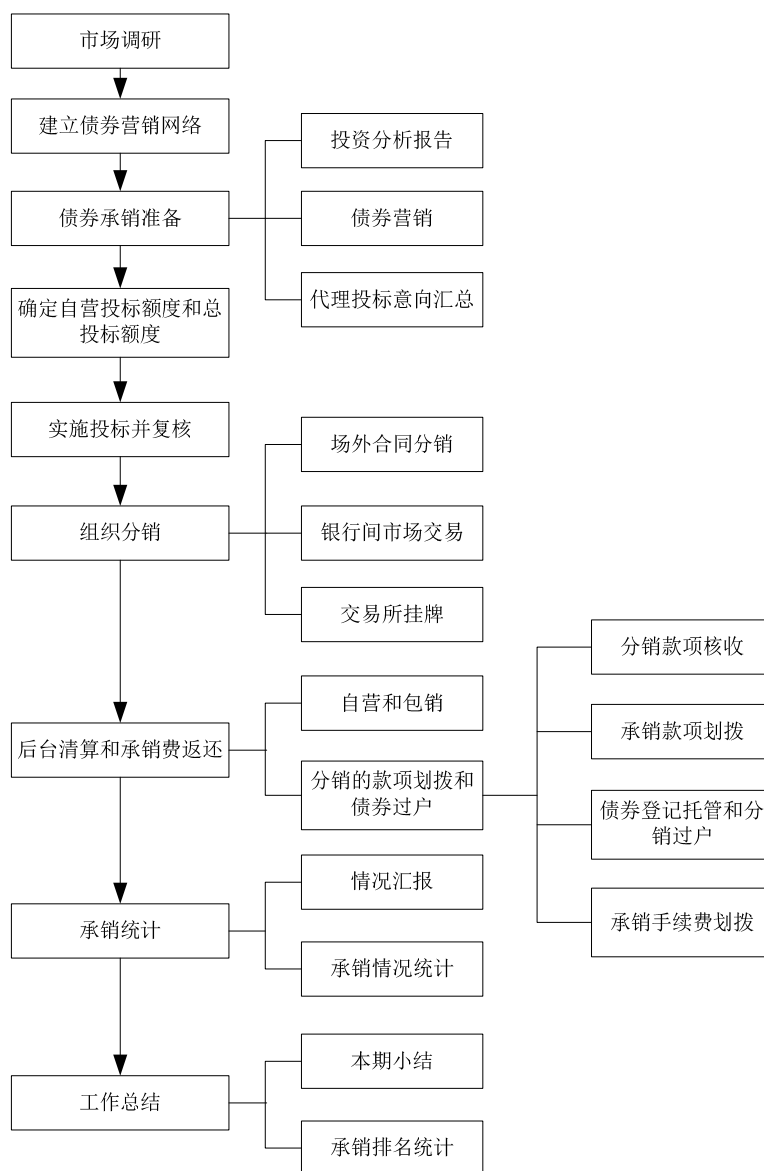 市场调研
建立债券营销网络
投资分析报告
债券承销准备
债券营销
代理投标意向汇总
确定自营投标额度和总
投标额度
实施投标并复核
场外合同分销
组织分销
银行间市场交易
交易所挂牌
分销款项核收
自营和包销
承销款项划拨
后台清算和承销费返还
分销的款项划拨和
债券过户
债券登记托管和分
销过户
情况汇报
承销手续费划拨
承销统计
承销情况统计
本期小结
工作总结
承销排名统计